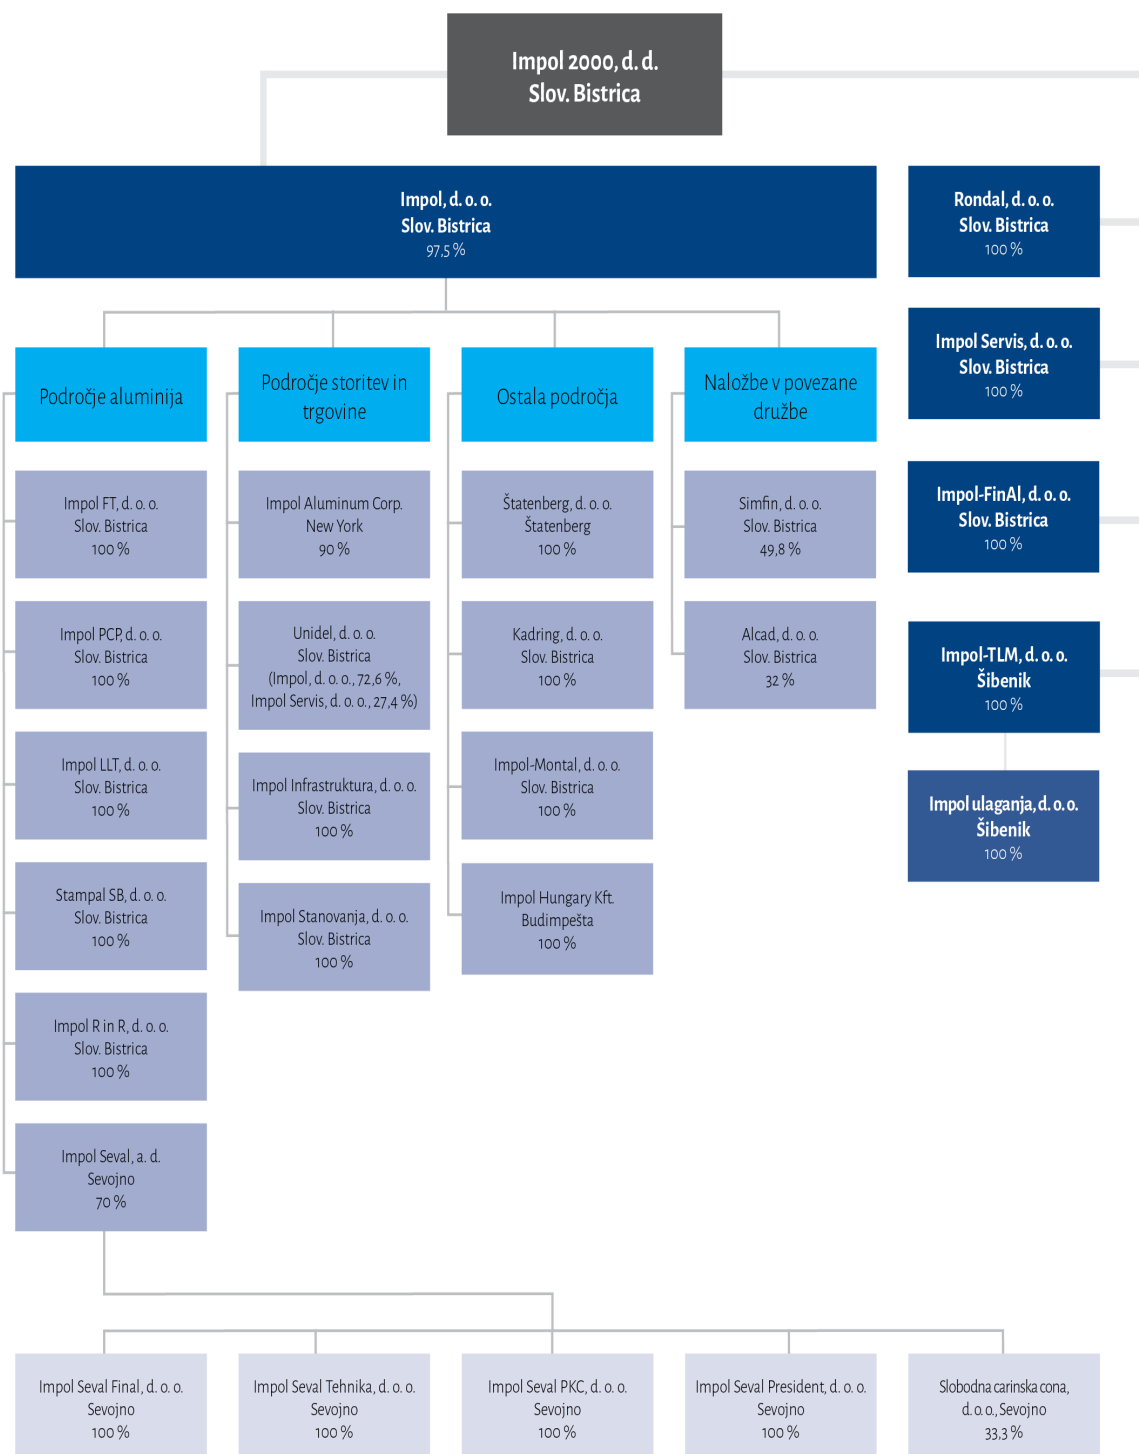 Impol 2000, d. d.
Slov. Bistrica
Impol, d. o. o.
Slov. Bistrica
97,5 %
Rondal, d. o. o.
Slov. Bistrica
100 %
Impol Servis, d. o. o.
Slov. Bistrica
100 %
Impol-FinAl, d. o. o.
Slov. Bistrica
100 %
Impol-TLM, d. o. o.
Šibenik
100 %
Impol ulaganja, d. o. o.
Šibenik
100 %
Področje aluminija
Impol FT, d. o. o.
Slov. Bistrica
100 %
Impol PCP, d. o. o.
Slov. Bistrica
100 %
Impol LLT, d. o. o.
Slov. Bistrica
100 %
Stampal SB, d. o. o.
Slov. Bistrica
100 %
Impol R in R, d. o. o.
Slov. Bistrica
100 %
Impol Seval, a. d.
Sevojno
70 %
Področje storitev in
trgovine
Impol Aluminum Corp.
New York
90 %
Unidel, d. o. o.
Slov. Bistrica
(Impol, d. o. o., 72,6 %,
Impol Servis, d. o. o., 27,4 %)
Impol Infrastruktura, d. o. o.
Slov. Bistrica
100 %
Impol Stanovanja, d. o. o.
Slov. Bistrica
100 %
Ostala področja
Štatenberg, d. o. o.
Štatenberg
100 %
Kadring, d. o. o.
Slov. Bistrica
100 %
Impol-Montal, d. o. o.
Slov. Bistrica
100 %
Impol Hungary Kft.
Budimpešta
100 %
Naložbe v povezane
družbe
Simfin, d. o. o.
Slov. Bistrica
49,8 %
Alcad, d. o. o.
Slov. Bistrica
32 %
Impol Seval Final, d. o. o.
Sevojno
100 %
Impol Seval Tehnika, d. o. o.
Sevojno
100 %
Impol Seval PKC, d. o. o.
Sevojno
100 %
Impol Seval President, d. o. o.
Sevojno
100 %
Slobodna carinska cona,
d. o. o., Sevojno
33,3 %